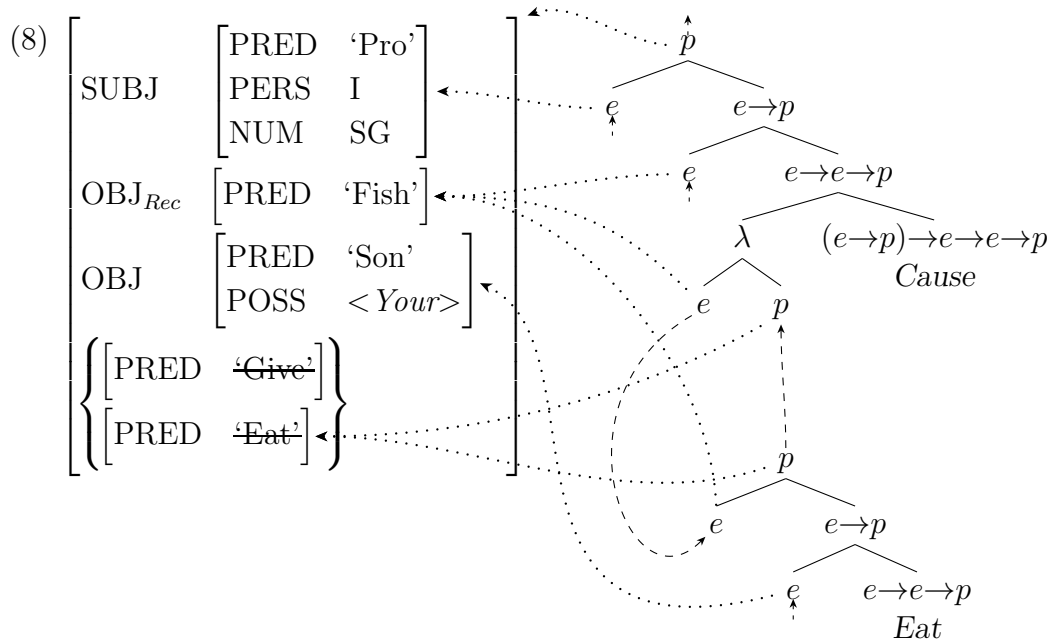 (8)
PRED ‘Pro’
SUBJ PERS I
NUM SG
OBJ_Rec PRED ‘Fish’
PRED ‘Son’
OBJ
POSS <Your>
PRED ‘Give’
PRED ‘Eat’
p
e e→p
e e→e→p
λ (e→p)→e→e→p
Cause
e p
p
e e→p
e e→e→p
Eat